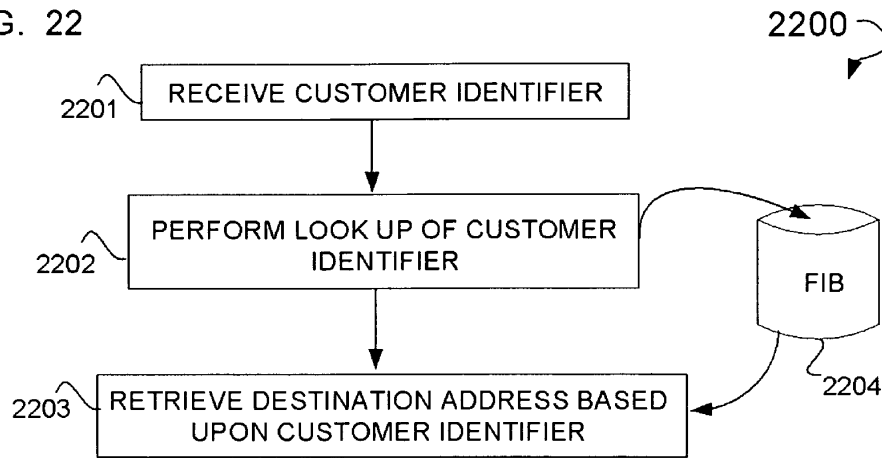 G. 22
2200
RECEIVE CUSTOMER IDENTIFIER
2201
PERFORM LOOK UP OF CUSTOMER
IDENTIFIER
2202
FIB
2204
RETRIEVE DESTINATION ADDRESS BASED
UPON CUSTOMER IDENTIFIER
2203